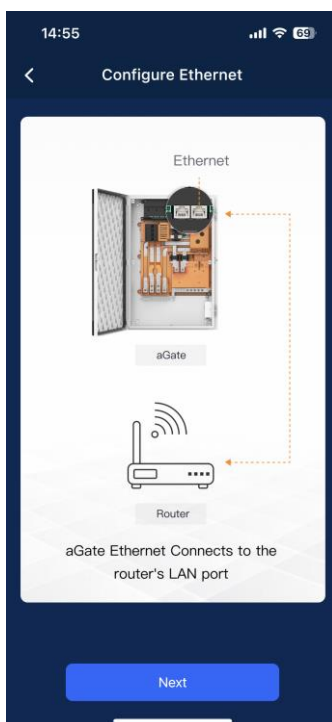 14:55
69
Configure Ethernet
Ethernet
aGate
Router
aGate Ethernet Connects to the
router's LAN port
Next